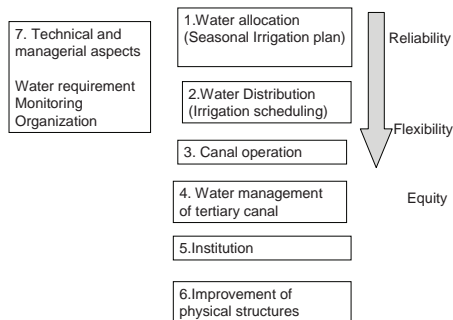 7. Technical and
managerial aspects
Water requirement
Monitoring
Organization
1.Water allocation
(Seasonal Irrigation plan)
2.Water Distribution
(Irrigation scheduling)
3. Canal operation
4. Water management
of tertiary canal
5.Institution
6.Improvement of
physical structures
Reliability
Flexibility
Equity